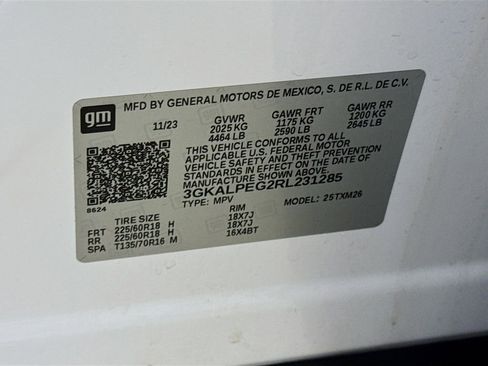 gm
MFD BY GENERAL MOTORS DE MEXICO, S. DE R.L. DE C.V.
11/23 GVWR GAWR FRT GAWR RR
2025 KG 1175 KG 1200 KG
4464 LB 2590 LB 2645 LB
THIS VEHICLE CONFORMS TO ALL
APPLICABLE U.S. FEDERAL MOTOR
VEHICLE SAFETY AND THEFT PREVENTION
STANDARDS IN EFFECT ON THE DATE OF
MANUFACTURE SHOWN ABOVE.
3GKALPEG2RL231285
8624
TYPE: MPV MODEL: 25TXM26
TIRE SIZE RIM
FRT 225/60R18 H 18X7J
RR 225/60R18 H 18X7J
SPA T135/70R16 M 16X4BT